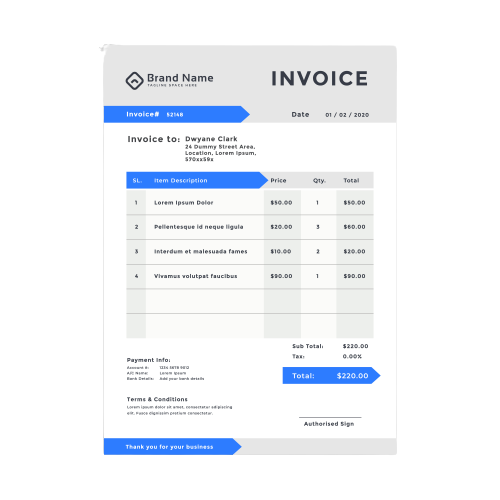 Brand Name
TAGLINE SPACE HERE
INVOICE
Invoice# 52148
Date 01 / 02 / 2020
Invoice to: Dwyane Clark
24 Dummy Street Area,
Location, Lorem Ipsum,
570xx59x
SL. Item Description Price Qty. Total
1 Lorem Ipsum Dolor $50.00 1 $50.00
2 Pellentesque id neque ligula $20.00 3 $60.00
3 Interdum et malesuada fames $10.00 2 $20.00
4 Vivamus volutpat faucibus $90.00 1 $90.00
Sub Total: $220.00
Tax: 0.00%
Total: $220.00
Payment Info:
Account #: 1234 5678 9012
A/C Name: Lorem Ipsum
Bank Details: Add your bank details
Terms & Conditions
Lorem ipsum dolor sit amet, consectetur adipiscing
elit. Fusce dignissim pretium consectetur.
Authorised Sign
Thank you for your business